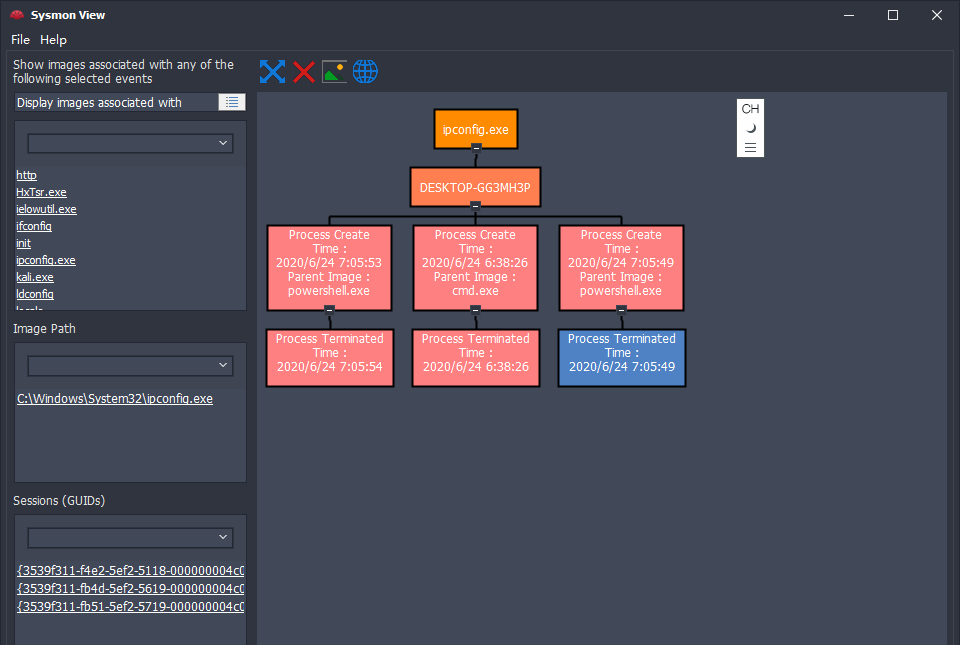 Sysmon View
File Help
Show images associated with any of the
following selected events
Display images associated with
http
HxTsr.exe
ielowutil.exe
ifconfig
init
ipconfig.exe
kali.exe
ldconfig
Image Path
C:\Windows\System32\ipconfig.exe
Sessions (GUIDs)
{3539f311-f4e2-5ef2-5118-000000004c0
{3539f311-fb4d-5ef2-5619-000000004c0
{3539f311-fb51-5ef2-5719-000000004c0
ipconfig.exe
DESKTOP-GG3MH3P
Process Create
Time :
2020/6/24 7:05:53
Parent Image :
powershell.exe
Process Create
Time :
2020/6/24 6:38:26
Parent Image :
cmd.exe
Process Create
Time :
2020/6/24 7:05:49
Parent Image :
powershell.exe
Process Terminated
Time :
2020/6/24 7:05:54
Process Terminated
Time :
2020/6/24 6:38:26
Process Terminated
Time :
2020/6/24 7:05:49
CH